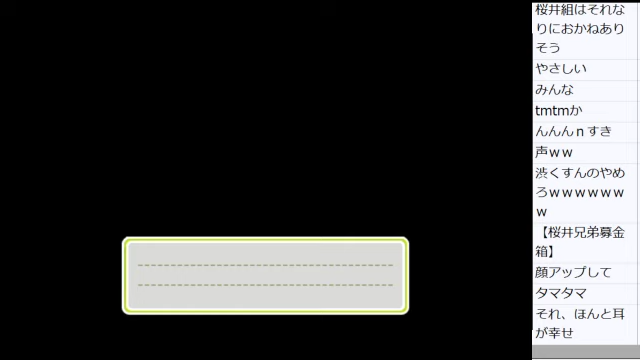 桜井組はそれな
りにおかねあり
そう
やさしい
みんな
tmtmか
んんんｎすき
声ｗｗ
渋くすんのやめ
ろｗｗｗｗｗｗ
ｗ
【桜井兄弟募金
箱】
顔アップして
タマタマ
それ、ほんと耳
が幸せ